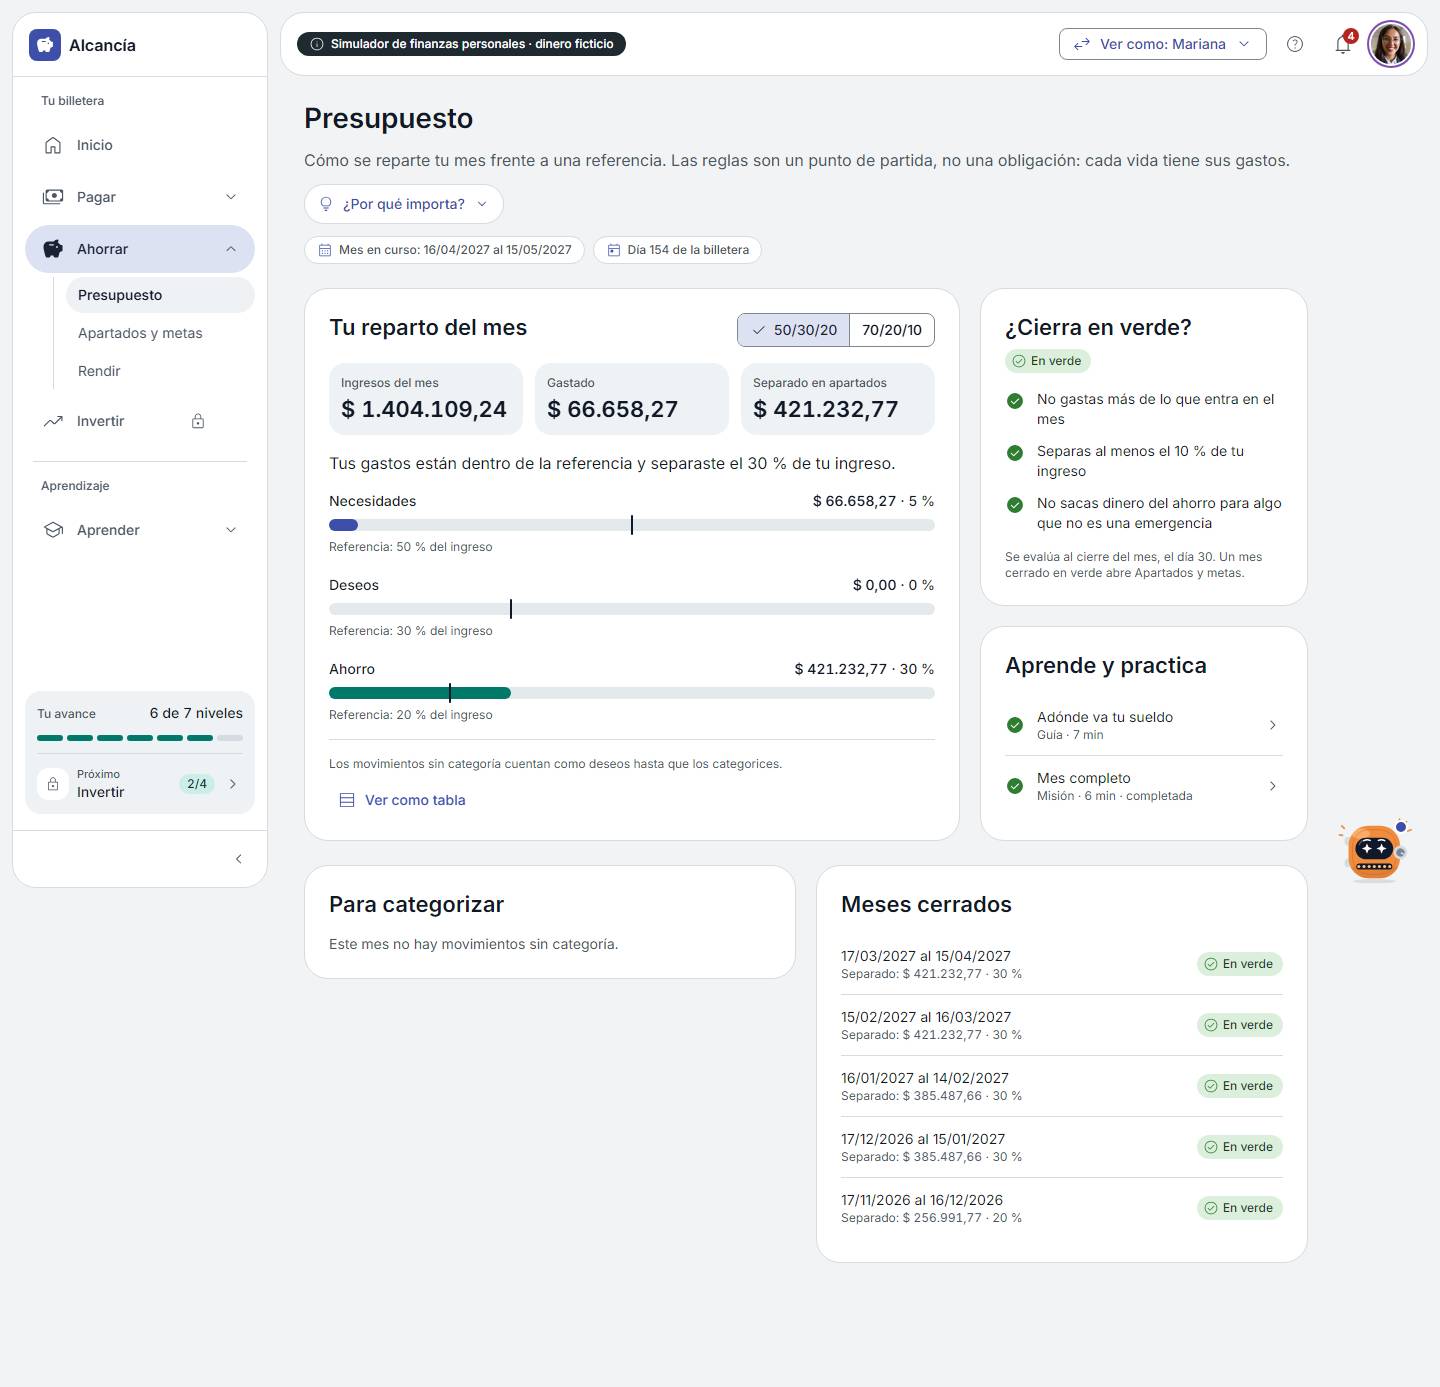 Alcancía
Tu billetera
Inicio
Pagar
Ahorrar
Presupuesto
Apartados y metas
Rendir
Invertir
Aprendizaje
Aprender
Tu avance
6 de 7 niveles
Próximo
Invertir
2/4
Simulador de finanzas personales · dinero ficticio
Ver como: Mariana
4
Presupuesto
Cómo se reparte tu mes frente a una referencia. Las reglas son un punto de partida, no una obligación: cada vida tiene sus gastos.
¿Por qué importa?
Mes en curso: 16/04/2027 al 15/05/2027
Día 154 de la billetera
Tu reparto del mes
50/30/20
70/20/10
Ingresos del mes
$ 1.404.109,24
Gastado
$ 66.658,27
Separado en apartados
$ 421.232,77
Tus gastos están dentro de la referencia y separaste el 30 % de tu ingreso.
Necesidades
$ 66.658,27 · 5 %
Referencia: 50 % del ingreso
Deseos
$ 0,00 · 0 %
Referencia: 30 % del ingreso
Ahorro
$ 421.232,77 · 30 %
Referencia: 20 % del ingreso
Los movimientos sin categoría cuentan como deseos hasta que los categorices.
Ver como tabla
¿Cierra en verde?
En verde
No gastas más de lo que entra en el
mes
Separas al menos el 10 % de tu
ingreso
No sacas dinero del ahorro para algo
que no es una emergencia
Se evalúa al cierre del mes, el día 30. Un mes
cerrado en verde abre Apartados y metas.
Aprende y practica
Adónde va tu sueldo
Guía · 7 min
Mes completo
Misión · 6 min · completada
Para categorizar
Este mes no hay movimientos sin categoría.
Meses cerrados
17/03/2027 al 15/04/2027
Separado: $ 421.232,77 · 30 %
En verde
15/02/2027 al 16/03/2027
Separado: $ 421.232,77 · 30 %
En verde
16/01/2027 al 14/02/2027
Separado: $ 385.487,66 · 30 %
En verde
17/12/2026 al 15/01/2027
Separado: $ 385.487,66 · 30 %
En verde
17/11/2026 al 16/12/2026
Separado: $ 256.991,77 · 20 %
En verde